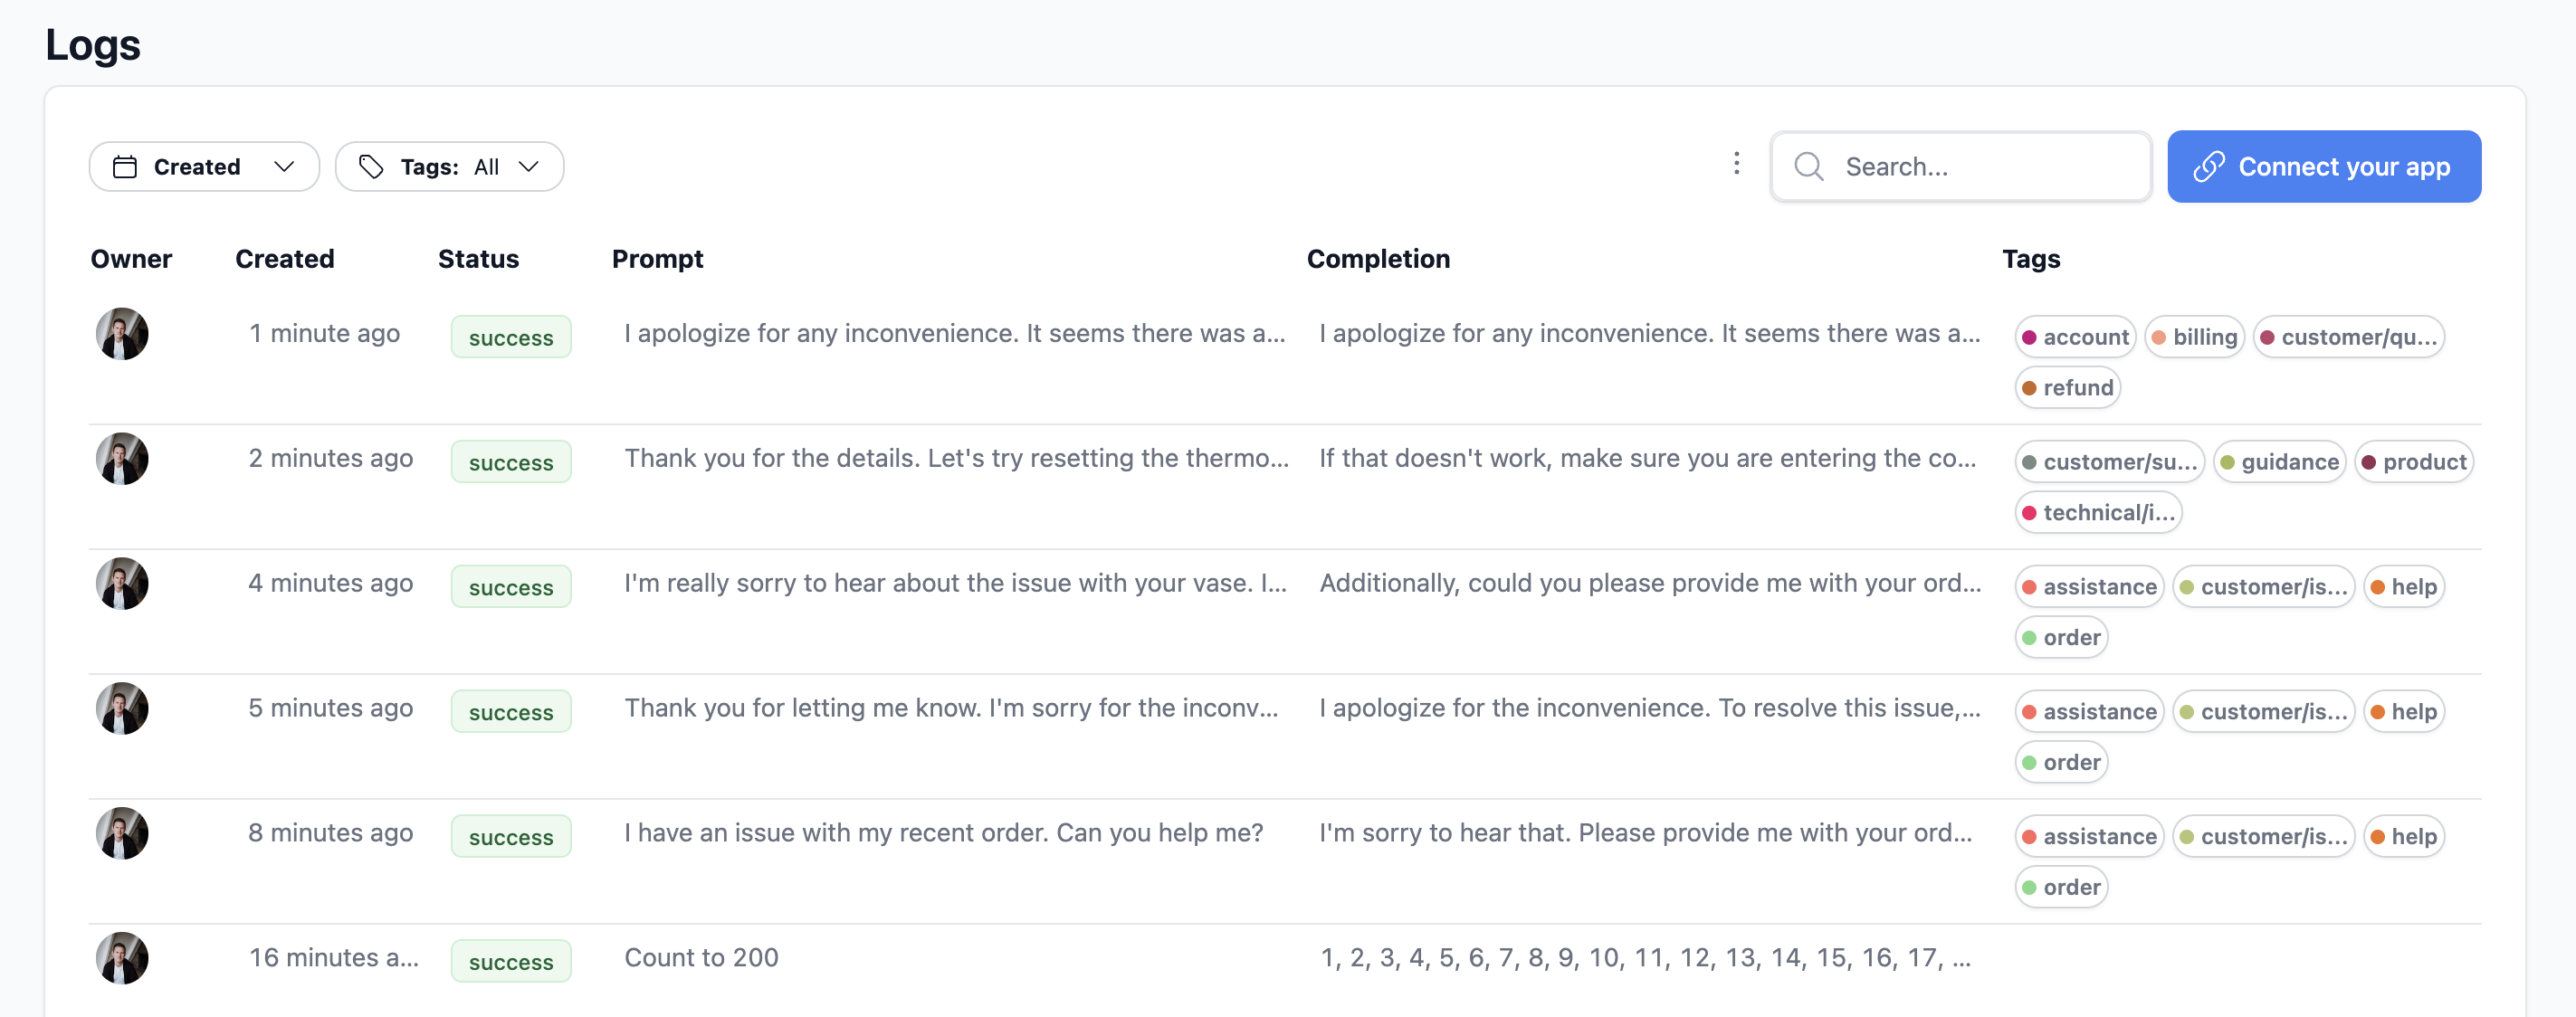 Logs
Created
Tags: All
Search...
Connect your app
Owner Created Status Prompt Completion Tags
1 minute ago success I apologize for any inconvenience. It seems there was a... I apologize for any inconvenience. It seems there was a... account billing customer/qu...
refund
2 minutes ago success Thank you for the details. Let's try resetting the thermo... If that doesn't work, make sure you are entering the co... customer/su... guidance product
technical/i...
4 minutes ago success I'm really sorry to hear about the issue with your vase. I... Additionally, could you please provide me with your ord... assistance customer/is... help
order
5 minutes ago success Thank you for letting me know. I'm sorry for the inconv... I apologize for the inconvenience. To resolve this issue,... assistance customer/is... help
order
8 minutes ago success I have an issue with my recent order. Can you help me? I'm sorry to hear that. Please provide me with your ord... assistance customer/is... help
order
16 minutes a... success Count to 200 1, 2, 3, 4, 5, 6, 7, 8, 9, 10, 11, 12, 13, 14, 15, 16, 17, ...